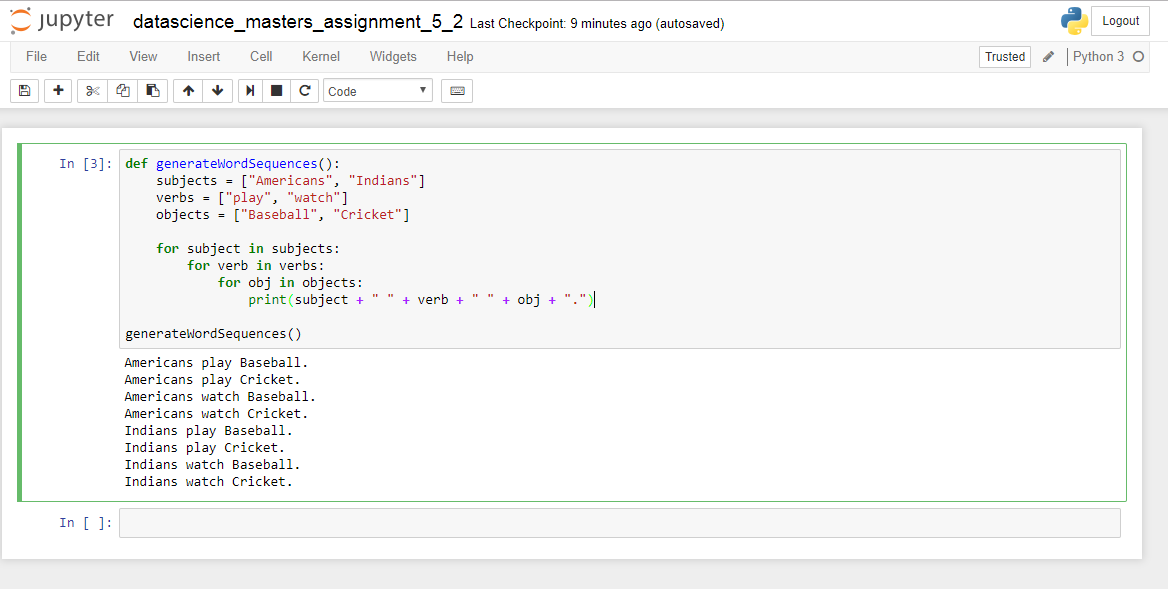 jupyter datascience_masters_assignment_5_2 Last Checkpoint: 9 minutes ago (autosaved) Logout
File Edit View Insert Cell Kernel Widgets Help Trusted Python 3
Code
In [3]: def generateWordSequences():
    subjects = ["Americans", "Indians"]
    verbs = ["play", "watch"]
    objects = ["Baseball", "Cricket"]
    for subject in subjects:
        for verb in verbs:
            for obj in objects:
                print(subject + " " + verb + " " + obj + ".")
generateWordSequences()
Americans play Baseball.
Americans play Cricket.
Americans watch Baseball.
Americans watch Cricket.
Indians play Baseball.
Indians play Cricket.
Indians watch Baseball.
Indians watch Cricket.
In [ ]: